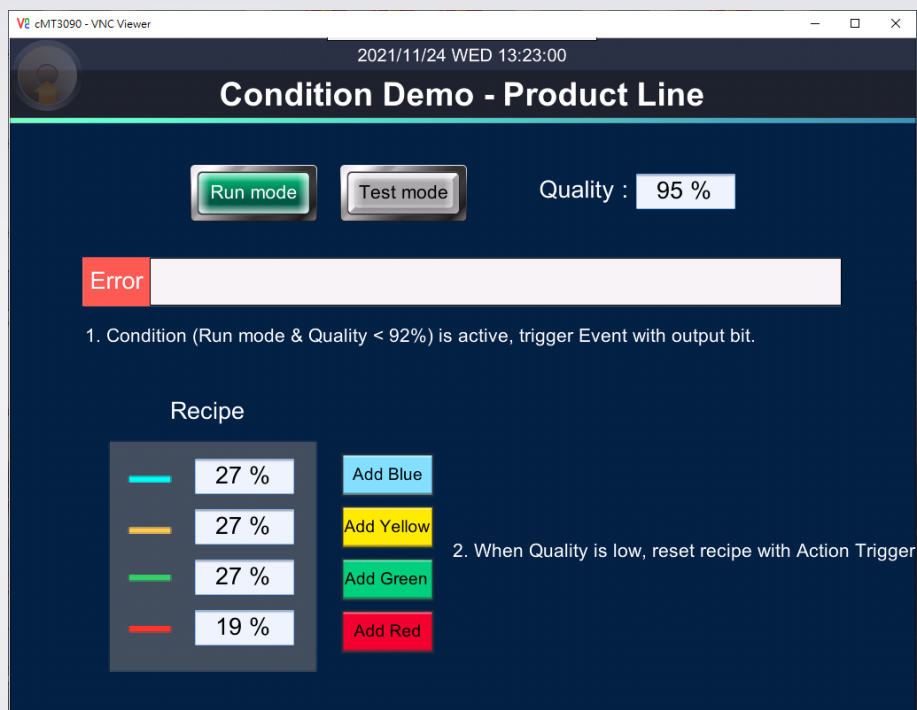 cMT3090 - VNC Viewer
2021/11/24 WED 13:23:00
Condition Demo - Product Line
Run mode Test mode Quality : 95 %
Error
1. Condition (Run mode & Quality < 92%) is active, trigger Event with output bit.
Recipe
27 % Add Blue
27 % Add Yellow
2. When Quality is low, reset recipe with Action Trigger
27 % Add Green
19 % Add Red